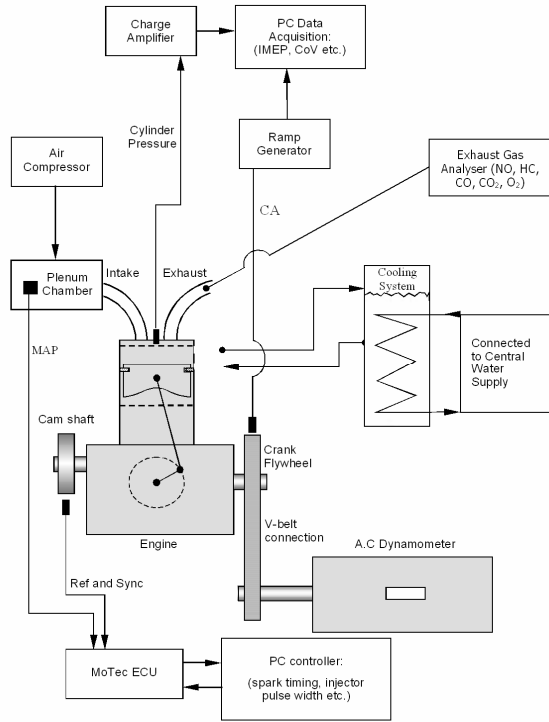 Charge
Amplifier
PC Data
Acquisition:
(IMEP, CoV etc.)
Cylinder
Pressure
Ramp
Generator
Air
Compressor
Exhaust Gas
Analyser (NO, HC,
CO, CO₂, O₂)
CA
Plenum
Chamber
Intake
Exhaust
Cooling
System
MAP
Connected
to Central
Water
Supply
Cam shaft
Crank
Flywheel
V-belt
connection
Engine
A.C Dynamometer
Ref and Sync
MoTec ECU
PC controller:
(spark timing, injector
pulse width etc.)